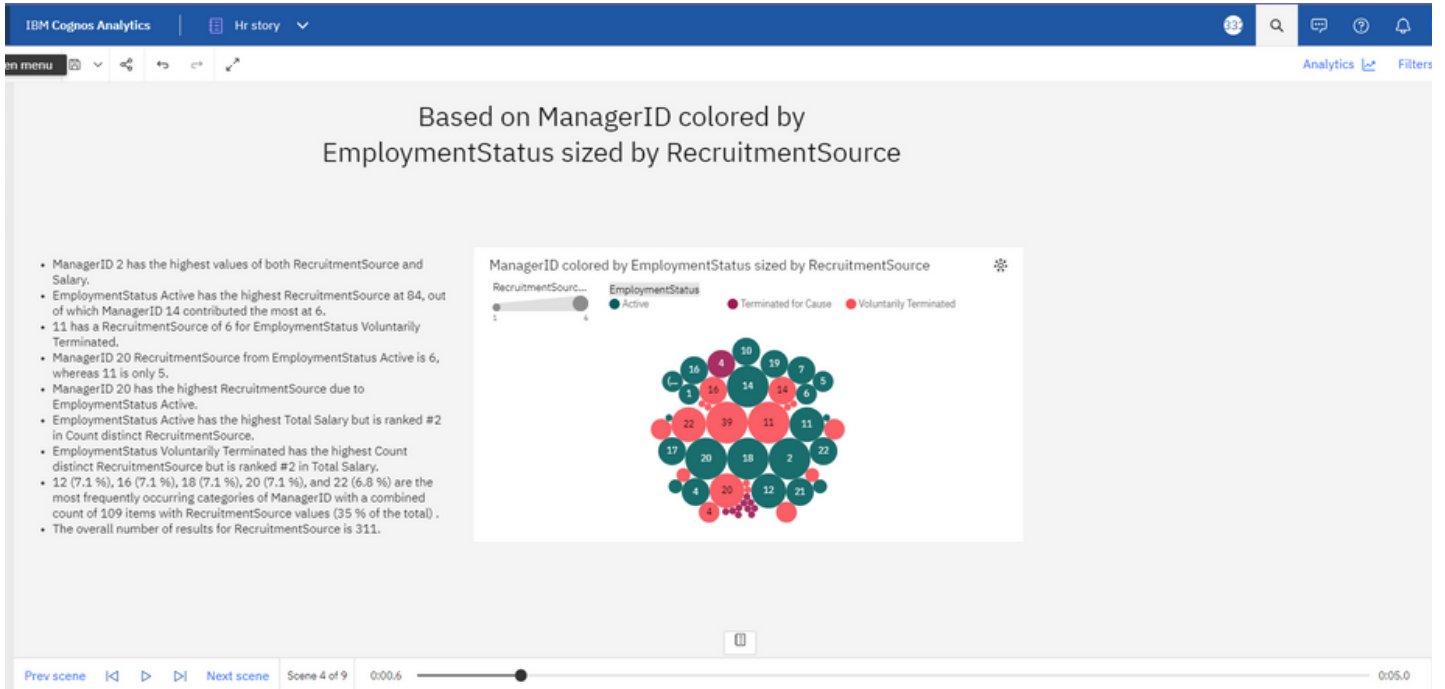 IBM Cognos Analytics
Hr story
en menu
Analytics
Filters
Based on ManagerID colored by
EmploymentStatus sized by RecruitmentSource
• ManagerID 2 has the highest values of both RecruitmentSource and
Salary.
• EmploymentStatus Active has the highest RecruitmentSource at 84, out
of which ManagerID 14 contributed the most at 6.
• 11 has a RecruitmentSource of 6 for EmploymentStatus Voluntarily
Terminated.
• ManagerID 20 RecruitmentSource from EmploymentStatus Active is 6,
whereas 11 is only 5.
• ManagerID 20 has the highest RecruitmentSource due to
EmploymentStatus Active.
• EmploymentStatus Active has the highest Total Salary but is ranked #2
in Count distinct RecruitmentSource.
• EmploymentStatus Voluntarily Terminated has the highest Count
distinct RecruitmentSource but is ranked #2 in Total Salary.
• 12 (7.1 %), 16 (7.1 %), 18 (7.1 %), 20 (7.1 %), and 22 (6.8 %) are the
most frequently occurring categories of ManagerID with a combined
count of 109 items with RecruitmentSource values (35 % of the total) .
• The overall number of results for RecruitmentSource is 311.
ManagerID colored by EmploymentStatus sized by RecruitmentSource
RecruitmentSourc...
EmploymentStatus
Active
Terminated for Cause
Voluntarily Terminated
1 6
10
16 4 19 7
(... 1 16 14 14 6 5
22 39 11 11
17 20 18 2 22
4 20 12 21
4
Prev scene
Next scene
Scene 4 of 9
0:00.6
0:05.0